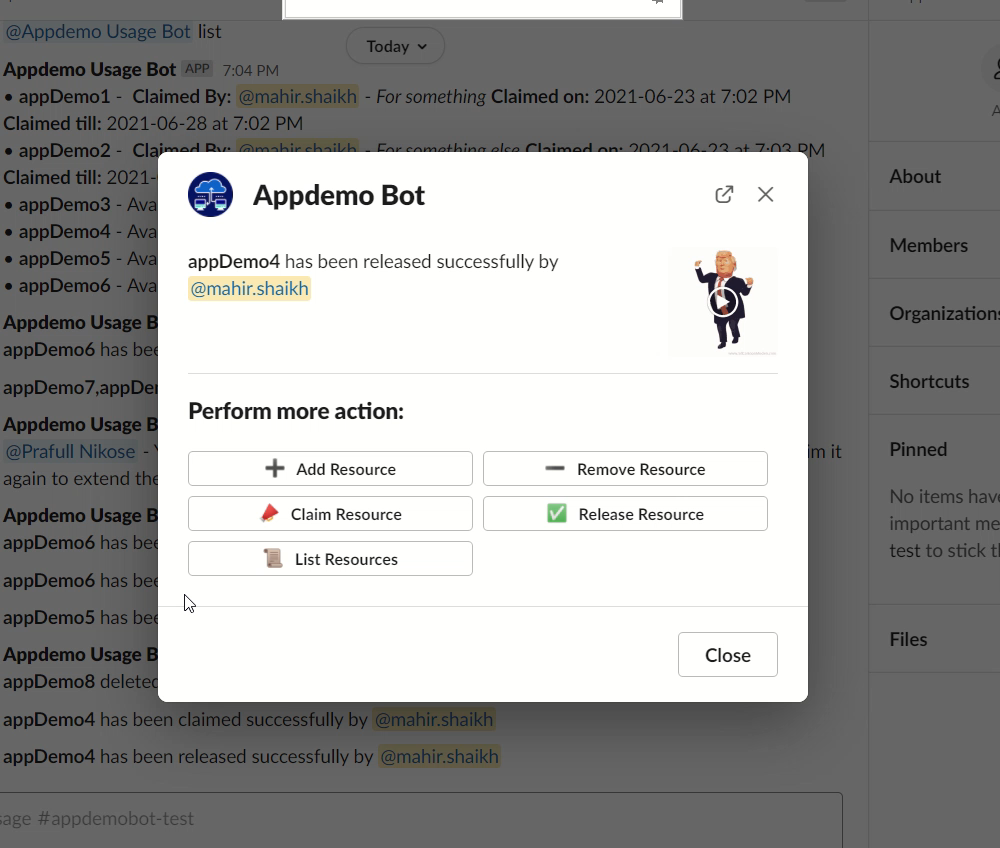 @Appdemo Usage Bot list
Today
Appdemo Usage Bot APP 7:04 PM
• appDemo1 - Claimed By: @mahir.shaikh - For something Claimed on: 2021-06-23 at 7:02 PM
Claimed till: 2021-06-28 at 7:02 PM
• appDemo2 - Claimed By: @mahir.shaikh - For something else Claimed on: 2021-06-23 at 7:03 PM
Claimed till: 2021-
• appDemo3 - Ava
• appDemo4 - Ava
• appDemo5 - Ava
• appDemo6 - Ava
Appdemo Usage B
appDemo6 has bee
appDemo7,appDem
Appdemo Usage B
@Prafull Nikose - Y
im it
again to extend the
Appdemo Usage B
appDemo6 has bee
appDemo6 has bee
appDemo5 has bee
Appdemo Usage B
appDemo8 deleted
appDemo4 has been claimed successfully by @mahir.shaikh
appDemo4 has been released successfully by @mahir.shaikh
sage #appdemobot-test
Appdemo Bot
appDemo4 has been released successfully by
@mahir.shaikh
Perform more action:
Add Resource
Remove Resource
Claim Resource
Release Resource
List Resources
Close
About
Members
Organizations
Shortcuts
Pinned
No items have
important me
test to stick th
Files